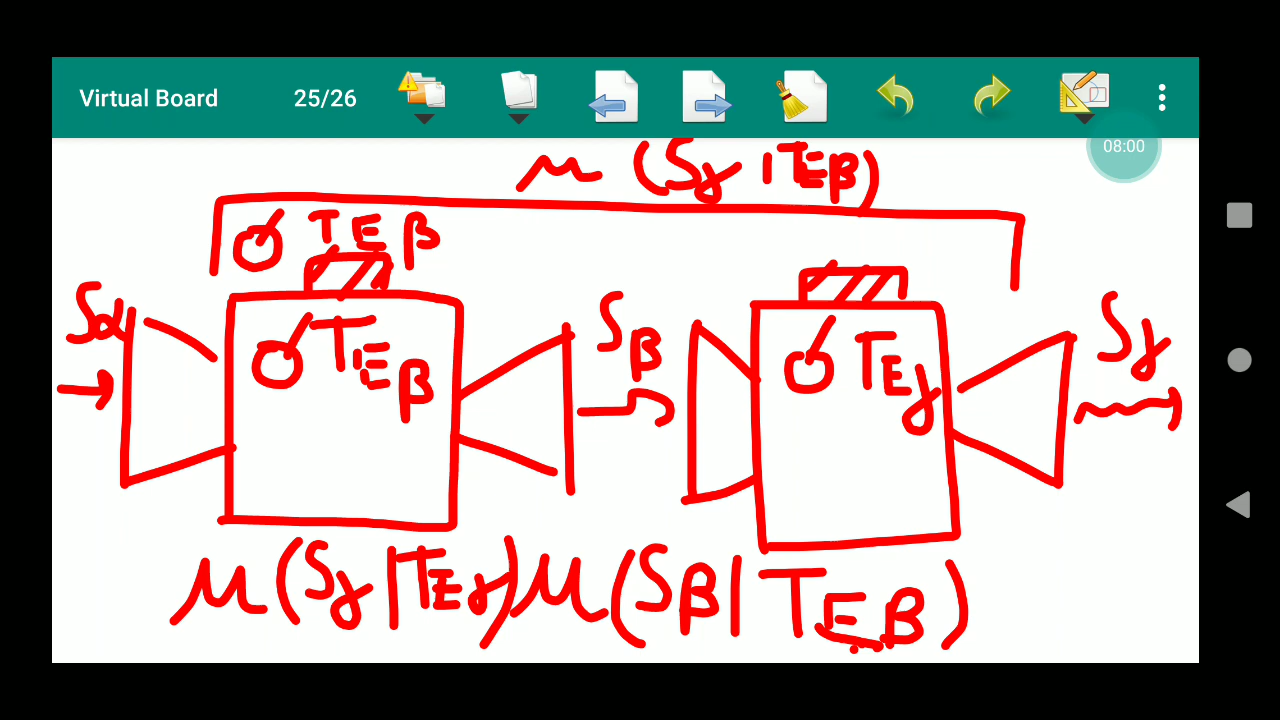 Virtual Board 25/26
08:00
μ (Sγ | TEβ)
TEβ
Sα
TEβ
Sβ
TEγ
Sγ
μ(Sγ|TEγ) μ(Sβ|TEβ)